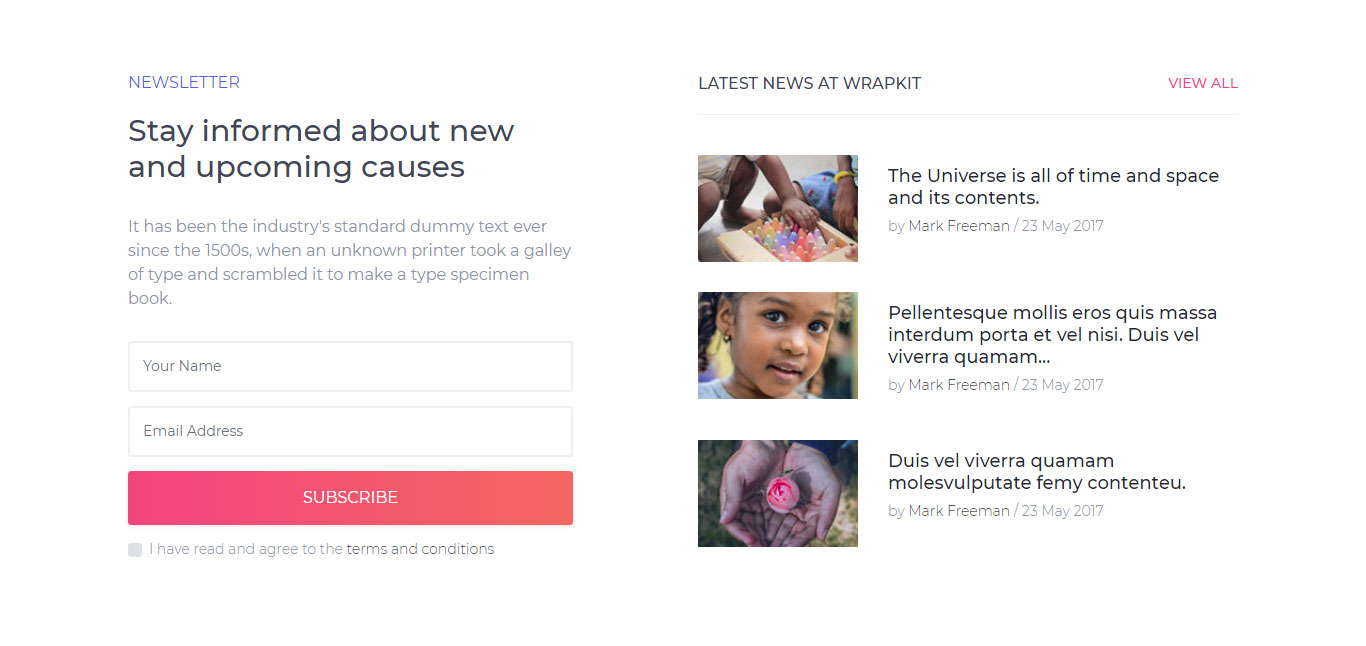 NEWSLETTER
Stay informed about new
and upcoming causes
It has been the industry's standard dummy text ever
since the 1500s, when an unknown printer took a galley
of type and scrambled it to make a type specimen
book.
Your Name
Email Address
SUBSCRIBE
I have read and agree to the terms and conditions
LATEST NEWS AT WRAPKIT
VIEW ALL
The Universe is all of time and space
and its contents.
by Mark Freeman / 23 May 2017
Pellentesque mollis eros quis massa
interdum porta et vel nisi. Duis vel
viverra quamam...
by Mark Freeman / 23 May 2017
Duis vel viverra quamam
molesvulputate femy contenteu.
by Mark Freeman / 23 May 2017